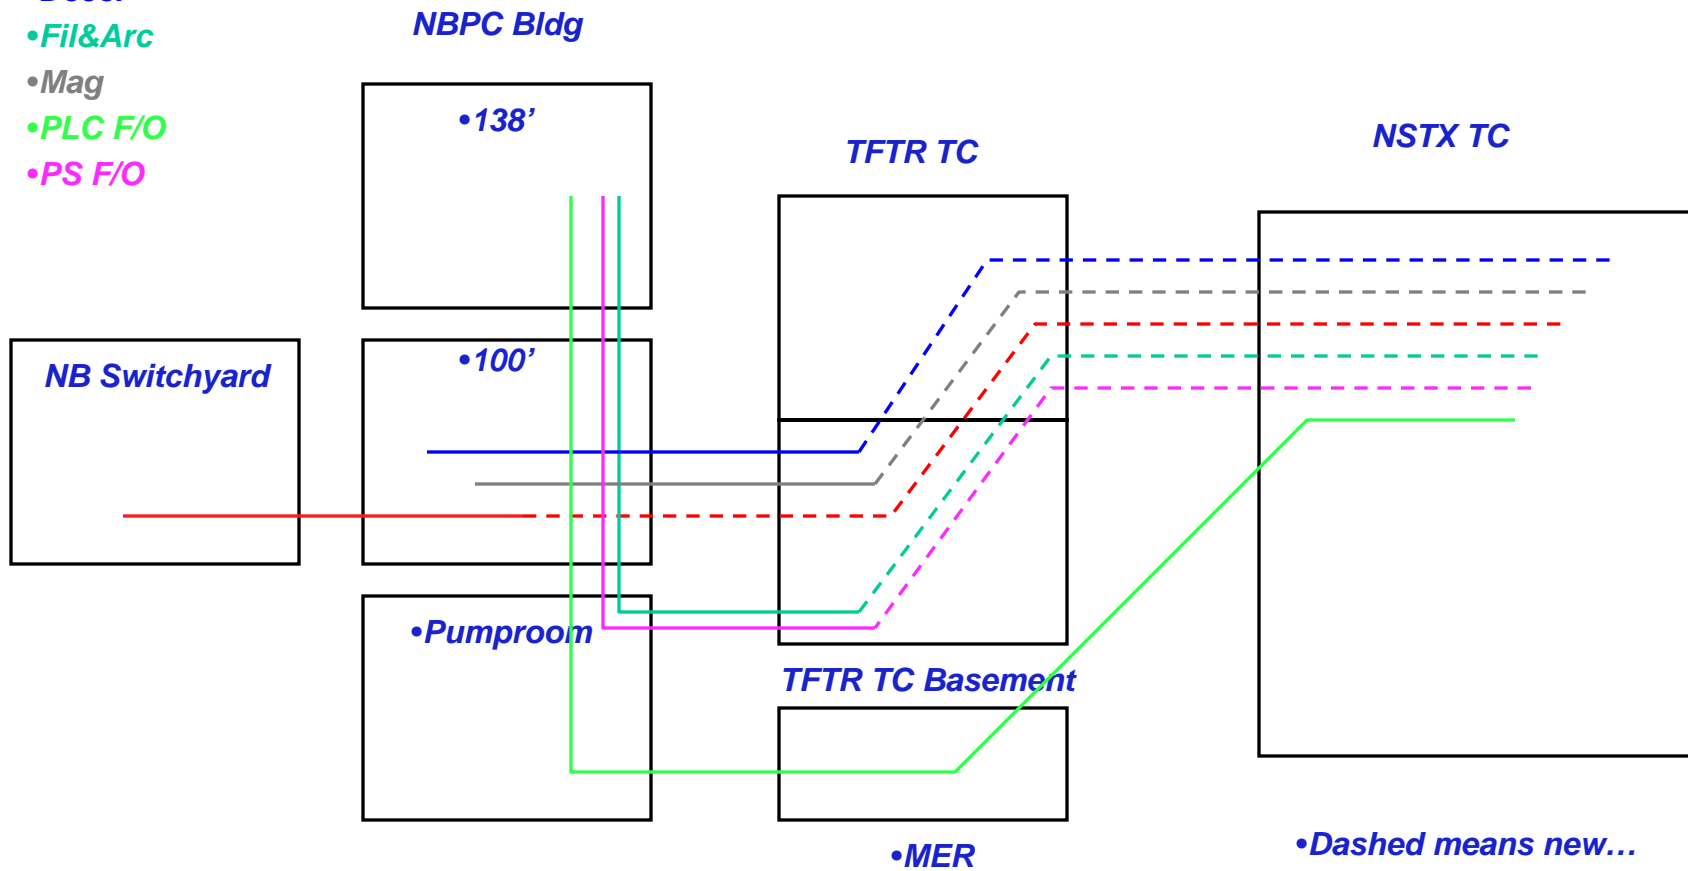 •Fil&Arc
•Mag
•PLC F/O
•PS F/O
NBPC Bldg
•138’
TFTR TC
NSTX TC
NB Switchyard
•100’
•Pumproom
TFTR TC Basement
•MER
•Dashed means new…